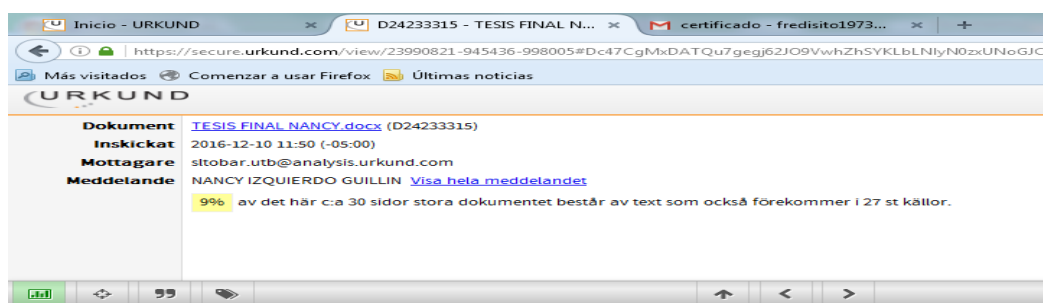 Inicio - URKUND
D24233315 - TESIS FINAL N...
certificado - fredisito1973...
https://secure.urkund.com/view/23990821-945436-998005#
Más visitados Comenzar a usar Firefox Últimas noticias
URKUND
Dokument TESIS FINAL NANCY.docx (D24233315)
Inskickat 2016-12-10 11:50 (-05:00)
Mottagare sltobar.utb@analysis.urkund.com
Meddelande NANCY IZQUIERDO GUILLIN Visa hela meddelandet
9% av det här c:a 30 sidor stora dokumentet består av text som också förekommer i 27 st källor.